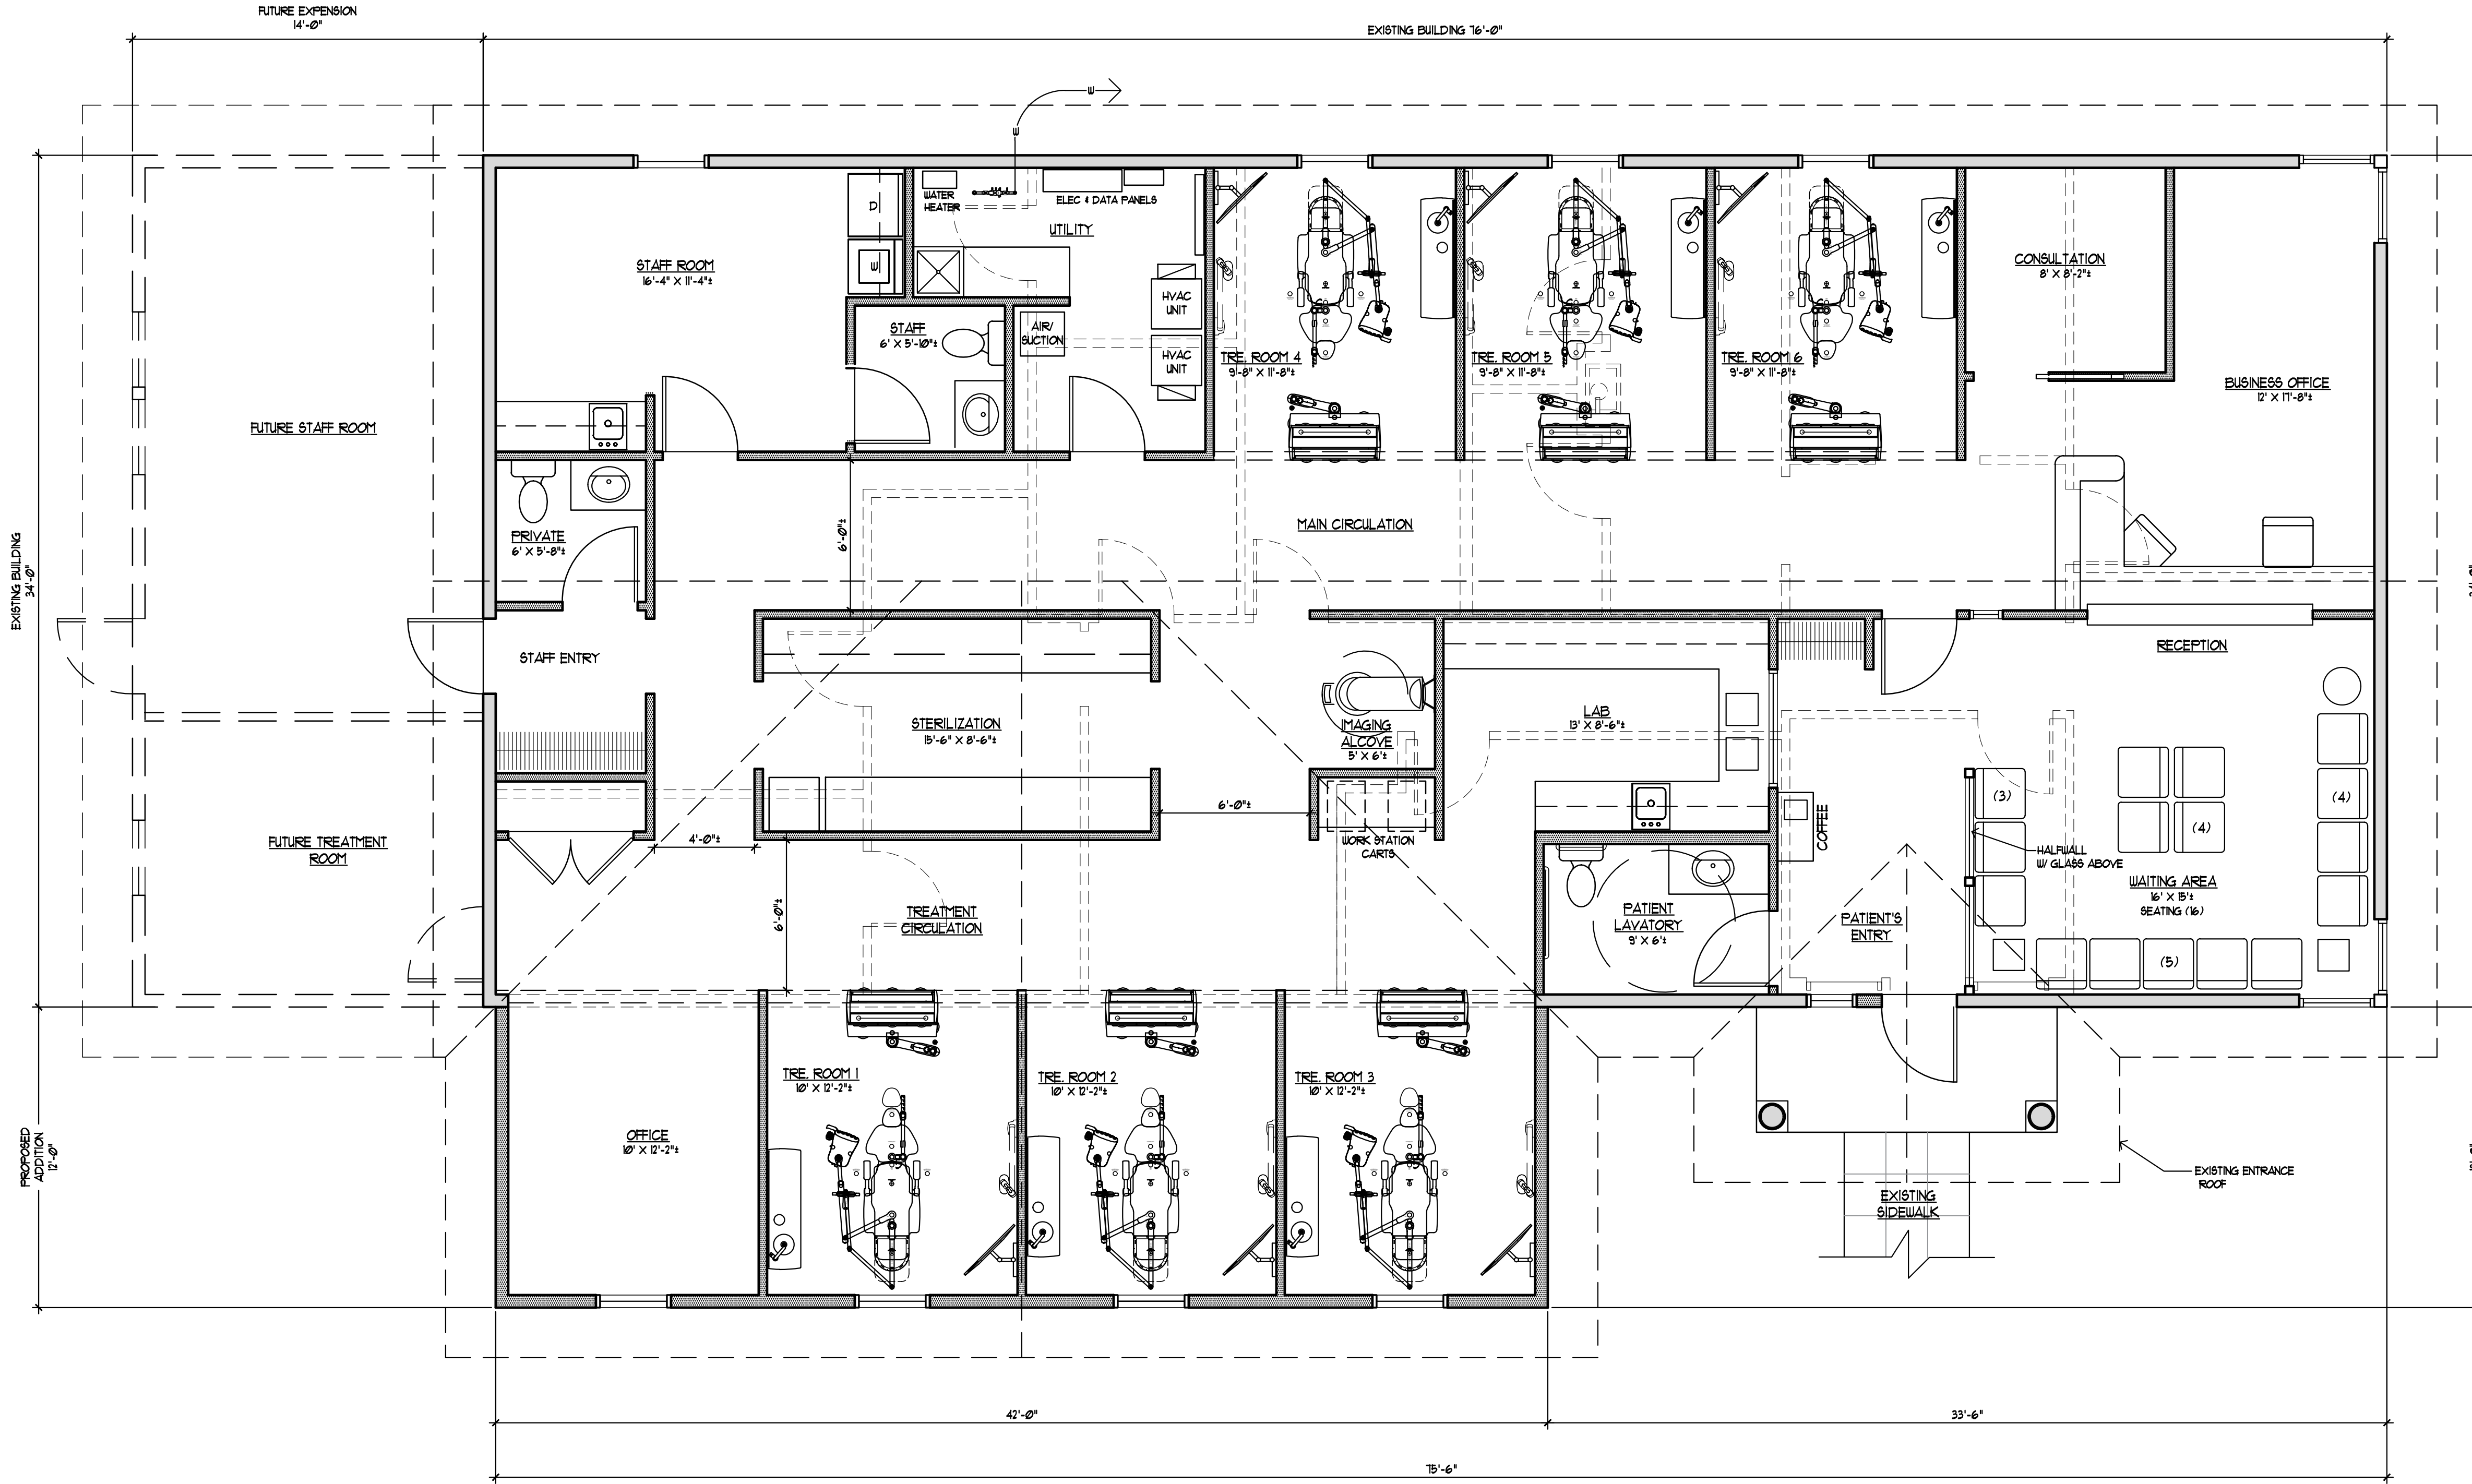 FUTURE EXPENSION
14'-0"
EXISTING BUILDING 76'-0"
W
W
WATER
HEATER
ELEC & DATA PANELS
UTILITY
D
W
STAFF ROOM
16'-4" X 11'-4"±
STAFF
6' X 5'-10"±
AIR/
SUCTION
HVAC
UNIT
HVAC
UNIT
TRE. ROOM 4
9'-8" X 11'-8"±
TRE. ROOM 5
9'-8" X 11'-8"±
TRE. ROOM 6
9'-8" X 11'-8"±
CONSULTATION
8' X 8'-2"±
BUSINESS OFFICE
12' X 17'-8"±
FUTURE STAFF ROOM
EXISTING BUILDING
34'-0"
PRIVATE
6' X 5'-8"±
6'-0"±
MAIN CIRCULATION
STAFF ENTRY
RECEPTION
STERILIZATION
15'-6" X 8'-6"±
IMAGING
ALCOVE
5' X 6'±
LAB
13' X 8'-6"±
6'-0"±
WORK STATION
CARTS
COFFEE
(3)
(4)
(4)
HALFWALL
W/ GLASS ABOVE
WAITING AREA
16' X 15'±
SEATING (16)
(5)
FUTURE TREATMENT
ROOM
4'-0"±
6'-0"±
TREATMENT
CIRCULATION
PATIENT
LAVATORY
9' X 6'±
PATIENT'S
ENTRY
TRE. ROOM 1
10' X 12'-2"±
TRE. ROOM 2
10' X 12'-2"±
TRE. ROOM 3
10' X 12'-2"±
OFFICE
10' X 12'-2"±
PROPOSED
ADDITION
12'-0"
EXISTING ENTRANCE
ROOF
EXISTING
SIDEWALK
42'-0"
33'-6"
75'-6"